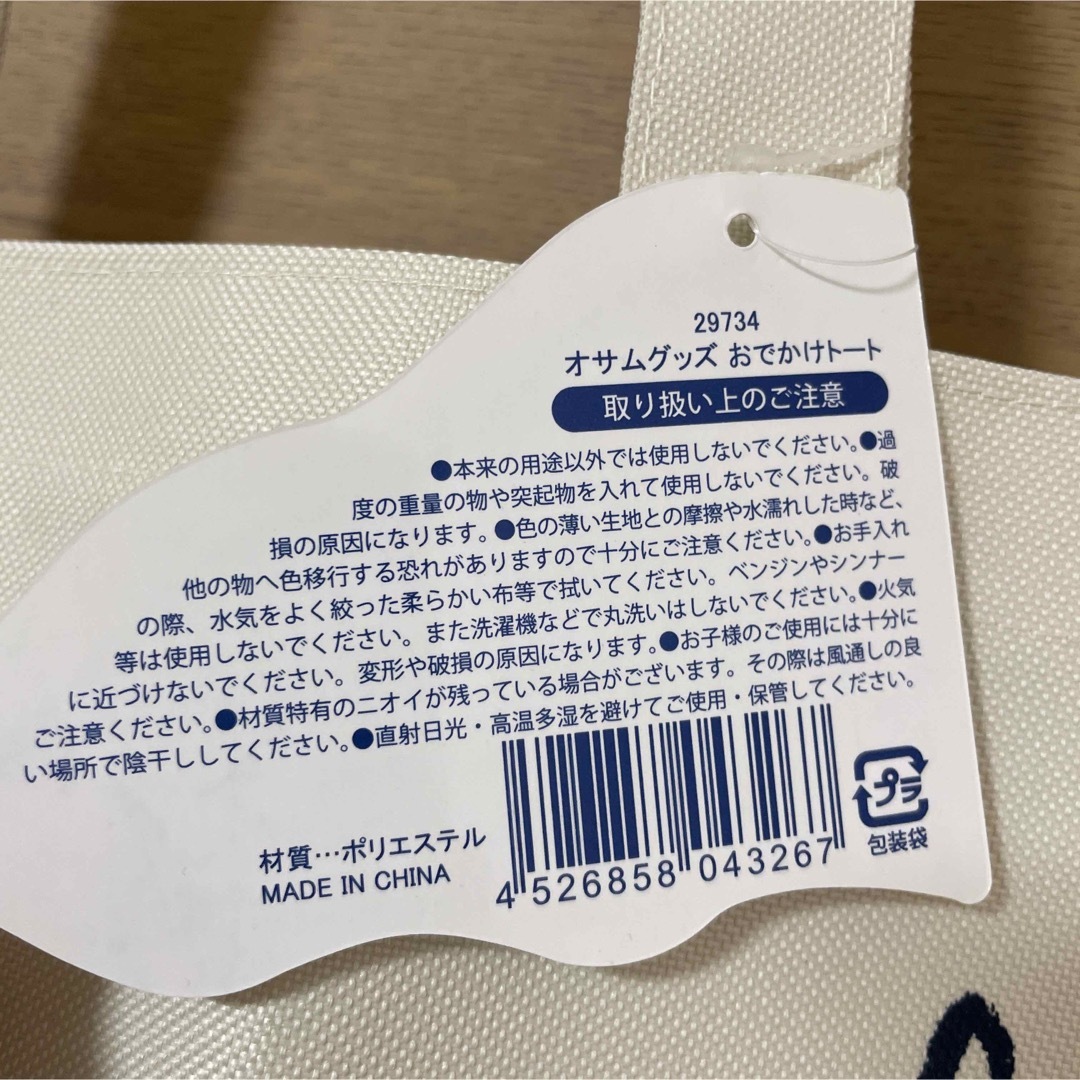 29734
オサムグッズ おでかけトート
取り扱い上のご注意
●本来の用途以外では使用しないでください。●過
度の重量の物や突起物を入れて使用しないでください。破
損の原因になります。●色の薄い生地との摩擦や水濡れした時など、
他の物へ色移行する恐れがありますので十分にご注意ください。●お手入れ
の際、水気をよく絞った柔らかい布等で拭いてください。ベンジンやシンナー
等は使用しないでください。また洗濯機などで丸洗いはしないでください。●火気
に近づけないでください。変形や破損の原因になります。●お子様のご使用には十分に
ご注意ください。●材質特有のニオイが残っている場合がございます。その際は風通しの良
い場所で陰干ししてください。●直射日光・高温多湿を避けてご使用・保管してください。
材質…ポリエステル
MADE IN CHINA
4 526858 043267
プラ
包装袋